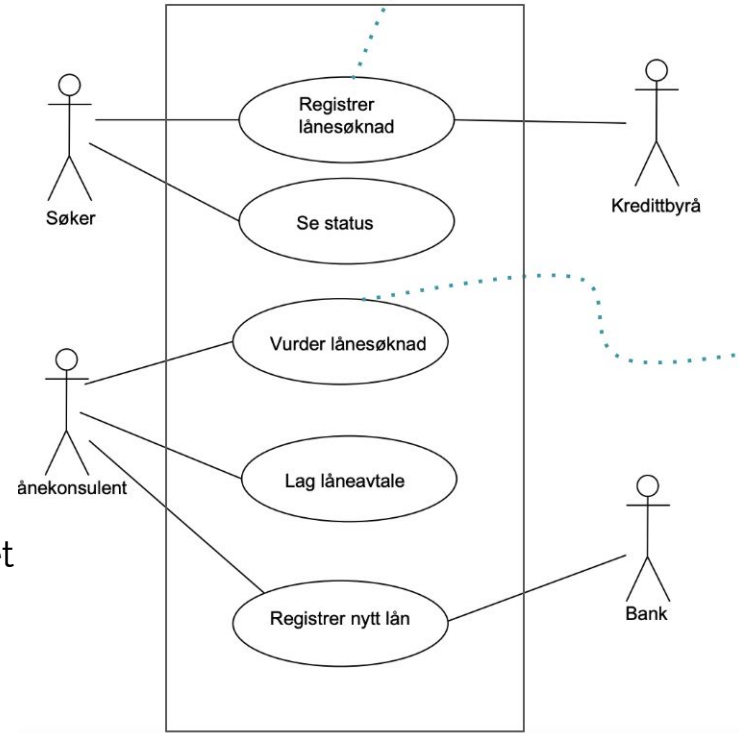 Registrer
lånesøknad
Søker
Kredittbyrå
Se status
Vurder lånesøknad
ånekonsulent
Lag låneavtale
Registrer nytt lån
Bank